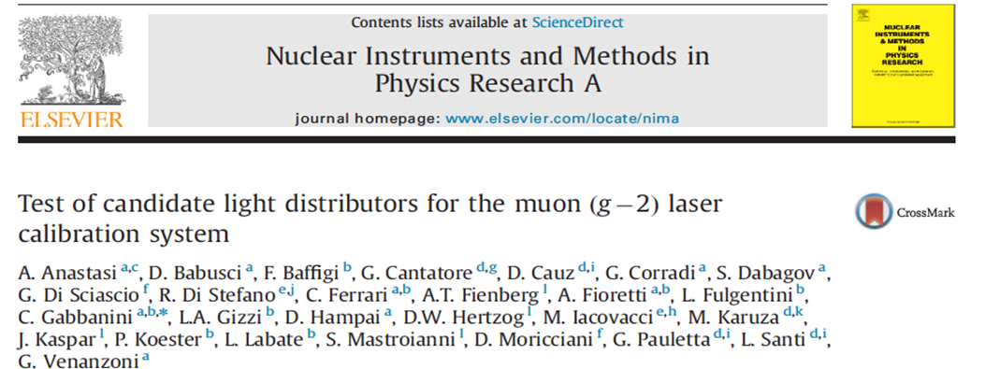 Contents lists available at ScienceDirect
Nuclear Instruments and Methods in
Physics Research A
journal homepage: www.elsevier.com/locate/nima
ELSEVIER
NUCLEAR
INSTRUMENTS
& METHODS
IN
PHYSICS
RESEARCH
Test of candidate light distributors for the muon (g−2) laser
calibration system
CrossMark
A. Anastasi a,c, D. Babusci a, F. Baffigi b, G. Cantatore d,g, D. Cauz d,i, G. Corradi a, S. Dabagov a,
G. Di Sciascio f, R. Di Stefano e,j, C. Ferrari a,b, A.T. Fienberg l, A. Fioretti a,b, L. Fulgentini b,
C. Gabbanini a,b,*, L.A. Gizzi b, D. Hampai a, D.W. Hertzog l, M. Iacovacci e,h, M. Karuza d,k,
J. Kaspar l, P. Koester b, L. Labate b, S. Mastroianni l, D. Moricciani f, G. Pauletta d,i, L. Santi d,i,
G. Venanzoni a